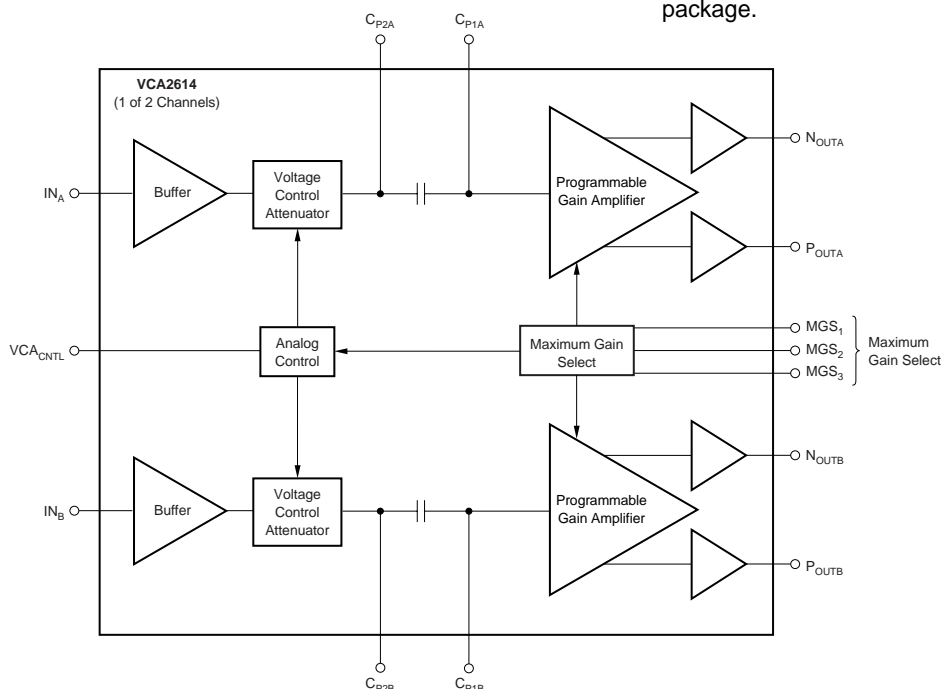 package.
C_P2A C_P1A
VCA2614
(1 of 2 Channels)
N_OUTA
IN_A
Buffer
Voltage
Control
Attenuator
Programmable
Gain Amplifier
P_OUTA
VCA_CNTL
Analog
Control
Maximum Gain
Select
MGS_1
MGS_2
MGS_3
Maximum
Gain Select
N_OUTB
IN_B
Buffer
Voltage
Control
Attenuator
Programmable
Gain Amplifier
P_OUTB
C_P2B C_P1B